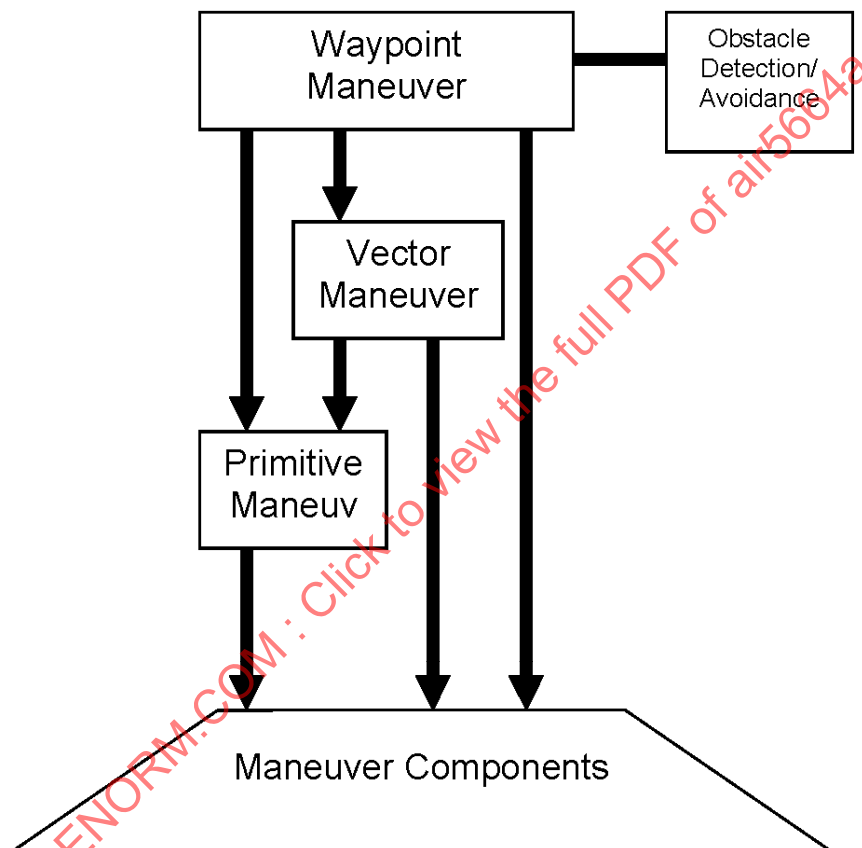 Waypoint
Maneuver
Obstacle
Detection/
Avoidance
Vector
Maneuver
Primitive
Maneuv
Maneuver Components
ENORM.COM : Click to view the full PDF of air5664a